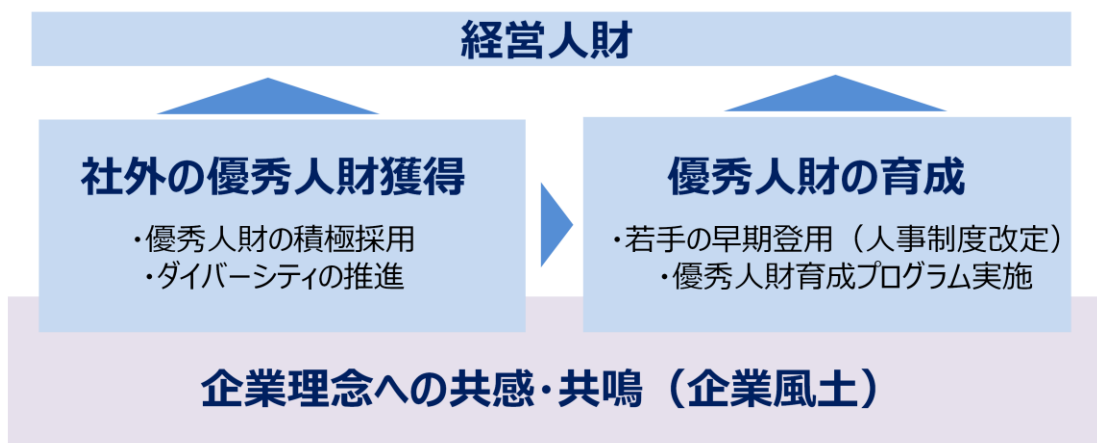 経営人財
社外の優秀人財獲得
・優秀人財の積極採用
・ダイバーシティの推進
優秀人財の育成
・若手の早期登用（人事制度改定）
・優秀人財育成プログラム実施
企業理念への共感・共鳴（企業風土）